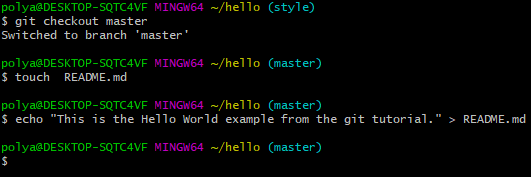 polya@DESKTOP-SQTC4VF MINGW64 ~/hello (style)
$ git checkout master
Switched to branch 'master'
polya@DESKTOP-SQTC4VF MINGW64 ~/hello (master)
$ touch  README.md
polya@DESKTOP-SQTC4VF MINGW64 ~/hello (master)
$ echo "This is the Hello World example from the git tutorial." > README.md
polya@DESKTOP-SQTC4VF MINGW64 ~/hello (master)
$